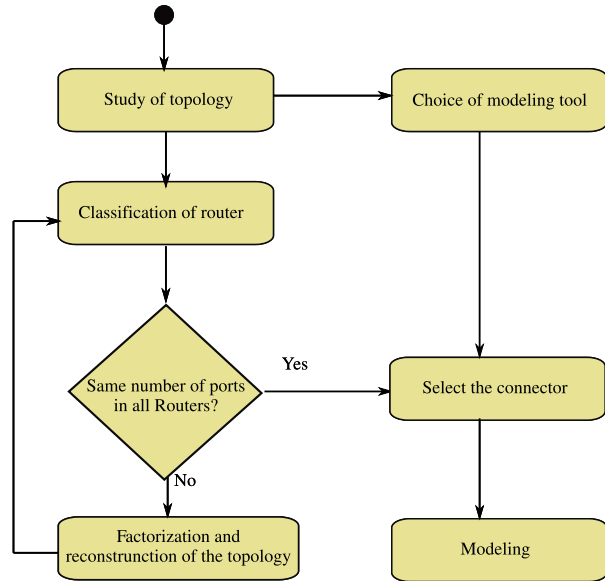 Study of topology
Choice of modeling tool
Classification of router
Same number of ports
in all Routers?
Yes
Select the connector
No
Factorization and
reconstrunction of the topology
Modeling